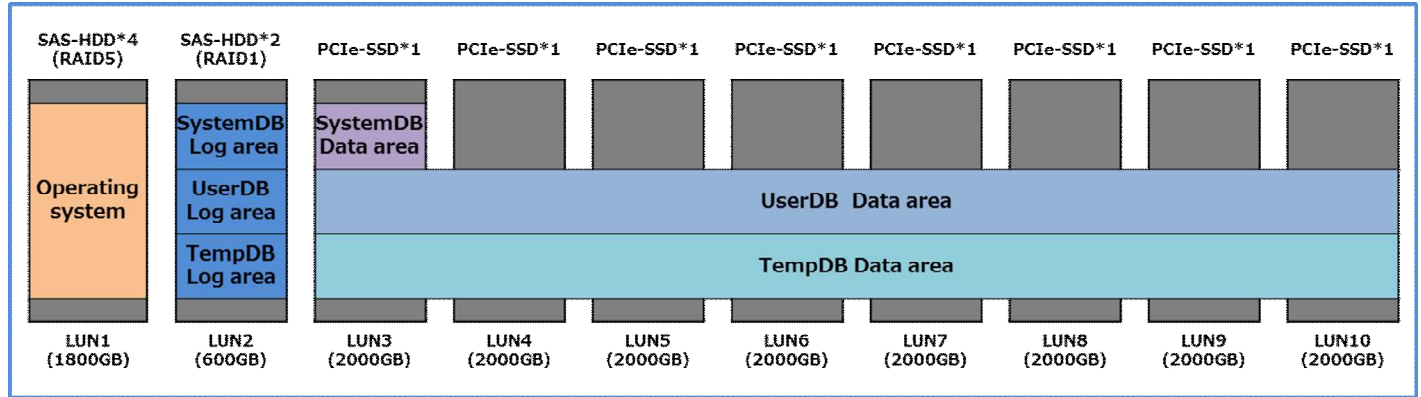 SAS-HDD*4
(RAID5)
SAS-HDD*2
(RAID1)
PCIe-SSD*1
PCIe-SSD*1
PCIe-SSD*1
PCIe-SSD*1
PCIe-SSD*1
PCIe-SSD*1
PCIe-SSD*1
PCIe-SSD*1
Operating
system
SystemDB
Log area
UserDB
Log area
TempDB
Log area
SystemDB
Data area
UserDB Data area
TempDB Data area
LUN1
(1800GB)
LUN2
(600GB)
LUN3
(2000GB)
LUN4
(2000GB)
LUN5
(2000GB)
LUN6
(2000GB)
LUN7
(2000GB)
LUN8
(2000GB)
LUN9
(2000GB)
LUN10
(2000GB)